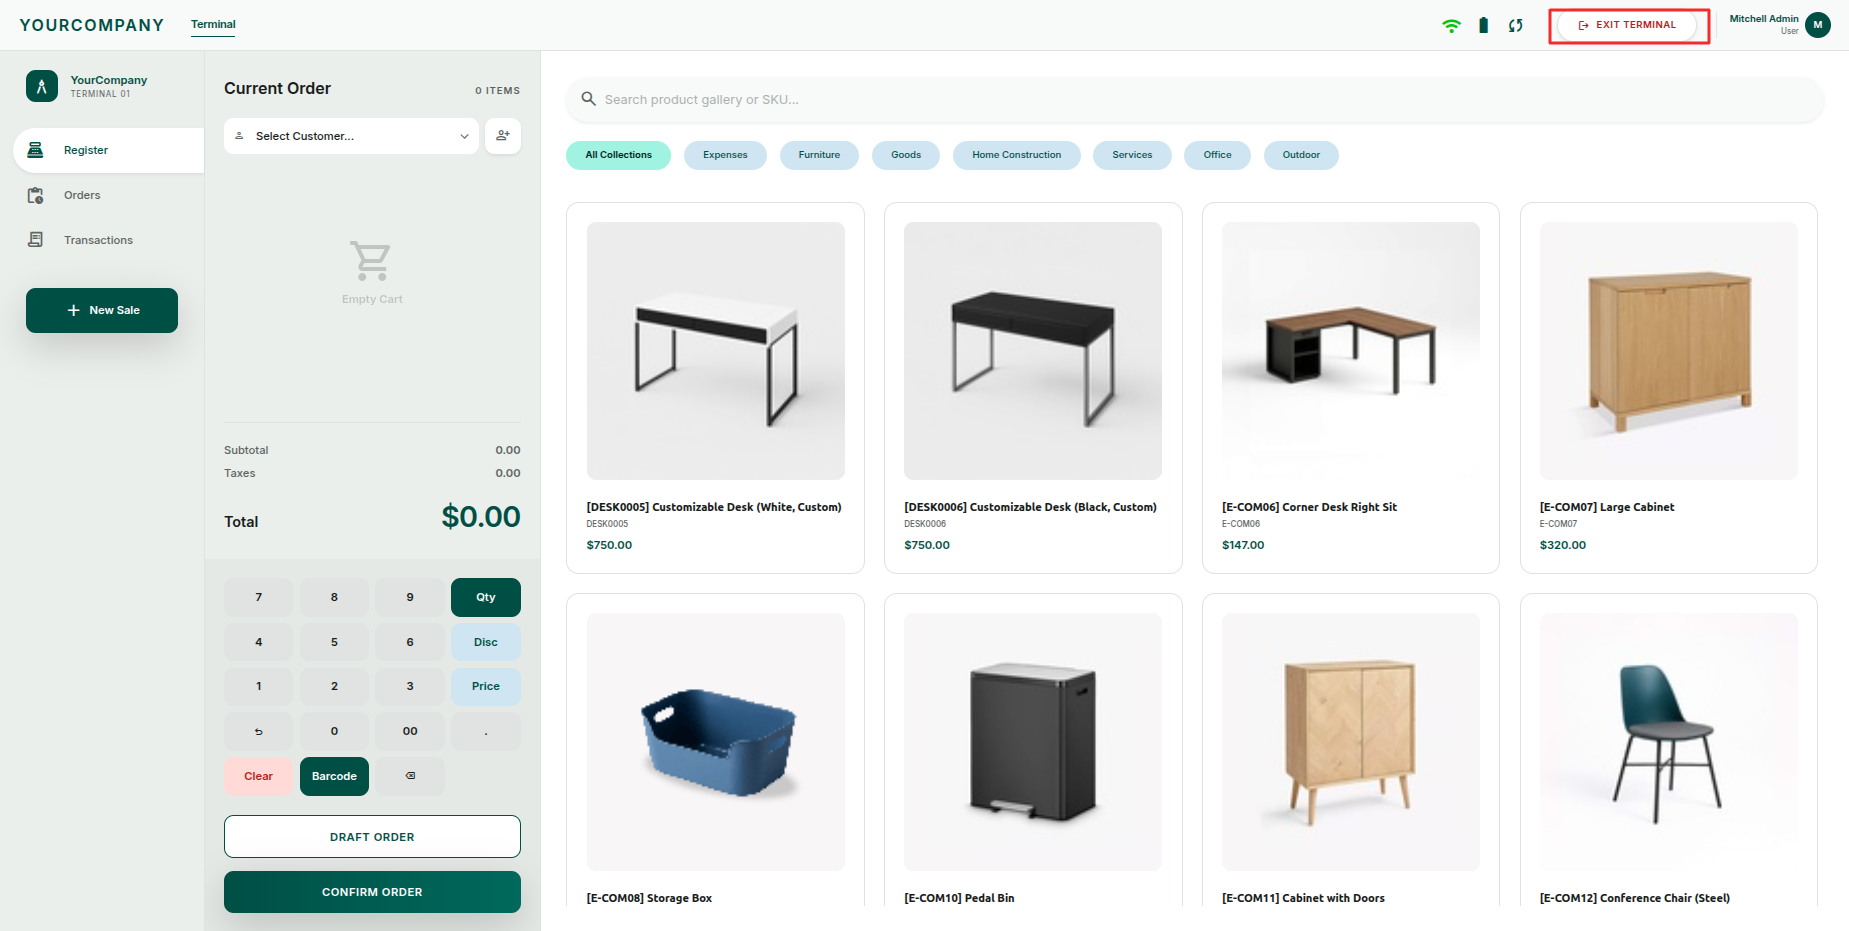 YOURCOMPANY
Terminal
EXIT TERMINAL
Mitchell Admin
User
M
YourCompany
TERMINAL 01
Register
Orders
Transactions
+ New Sale
Current Order
0 ITEMS
Select Customer...
Empty Cart
Subtotal 0.00
Taxes 0.00
Total $0.00
7 8 9 Qty
4 5 6 Disc
1 2 3 Price
0 00 .
Clear Barcode
DRAFT ORDER
CONFIRM ORDER
Search product gallery or SKU...
All Collections Expenses Furniture Goods Home Construction Services Office Outdoor
[DESK0005] Customizable Desk (White, Custom)
DESK0005
$750.00
[DESK0006] Customizable Desk (Black, Custom)
DESK0006
$750.00
[E-COM06] Corner Desk Right Sit
E-COM06
$147.00
[E-COM07] Large Cabinet
E-COM07
$320.00
[E-COM08] Storage Box
[E-COM10] Pedal Bin
[E-COM11] Cabinet with Doors
[E-COM12] Conference Chair (Steel)